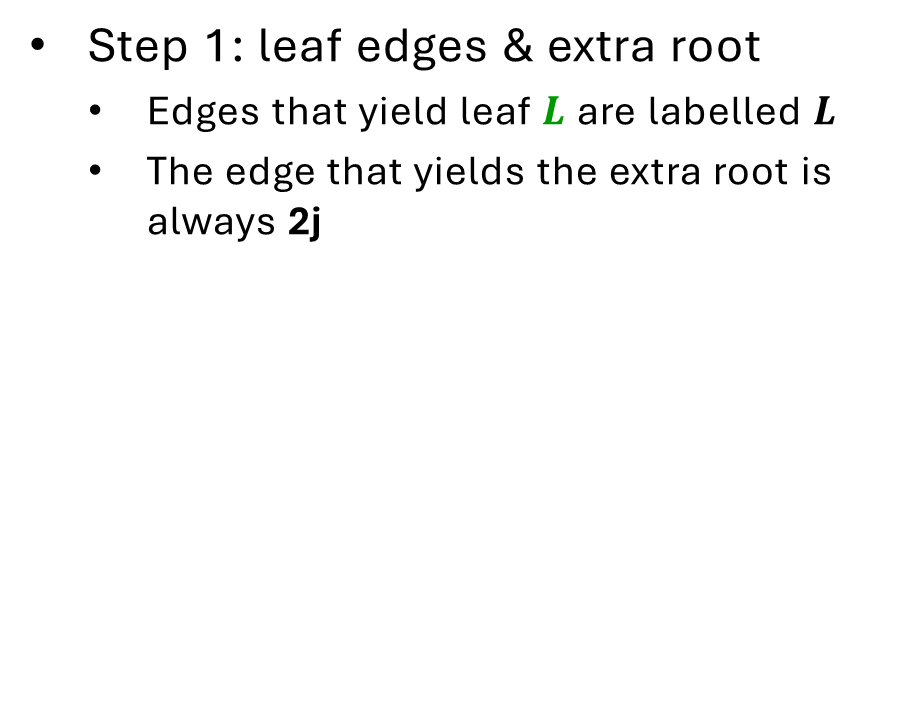 • Step 1: leaf edges & extra root
• Edges that yield leaf L are labelled L
• The edge that yields the extra root is
always 2j